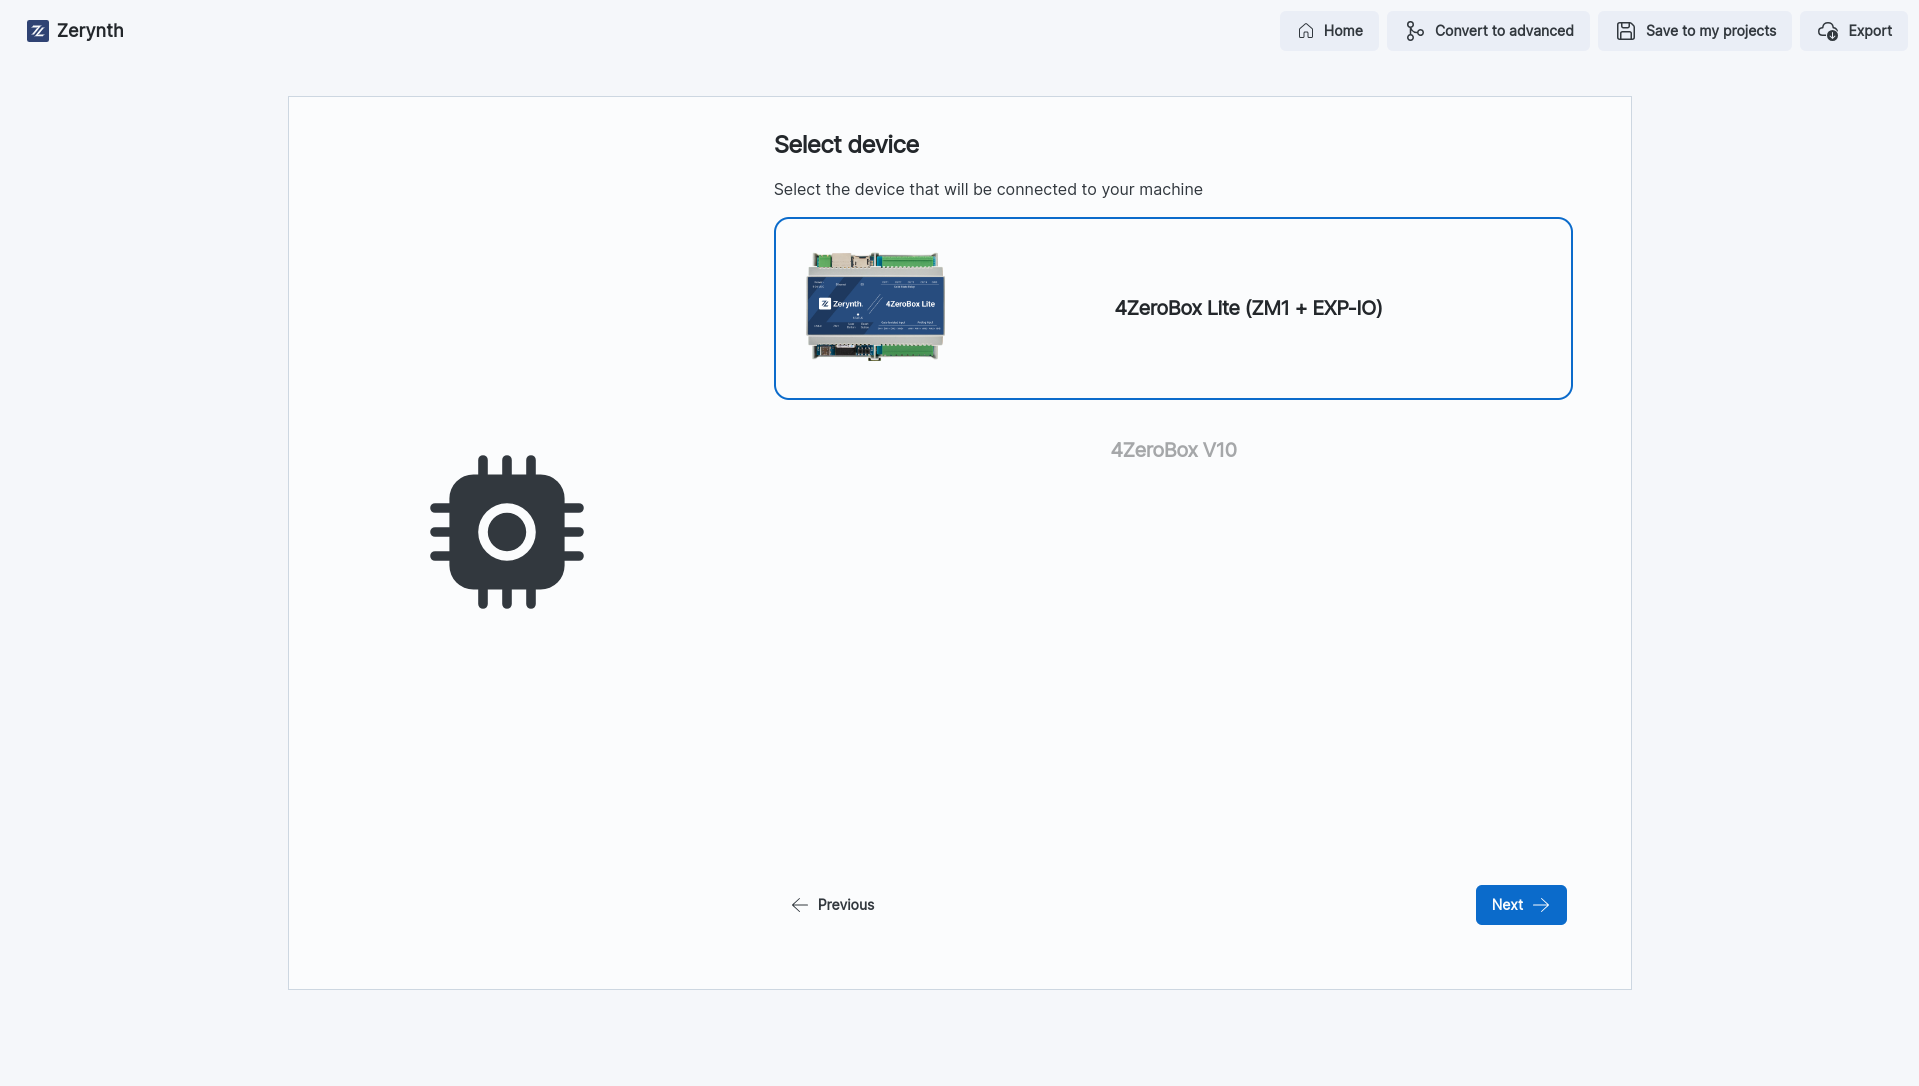 Zerynth
Home
Convert to advanced
Save to my projects
Export
Select device
Select the device that will be connected to your machine
Zerynth.
4ZeroBox Lite
4ZeroBox Lite (ZM1 + EXP-IO)
4ZeroBox V10
Previous
Next